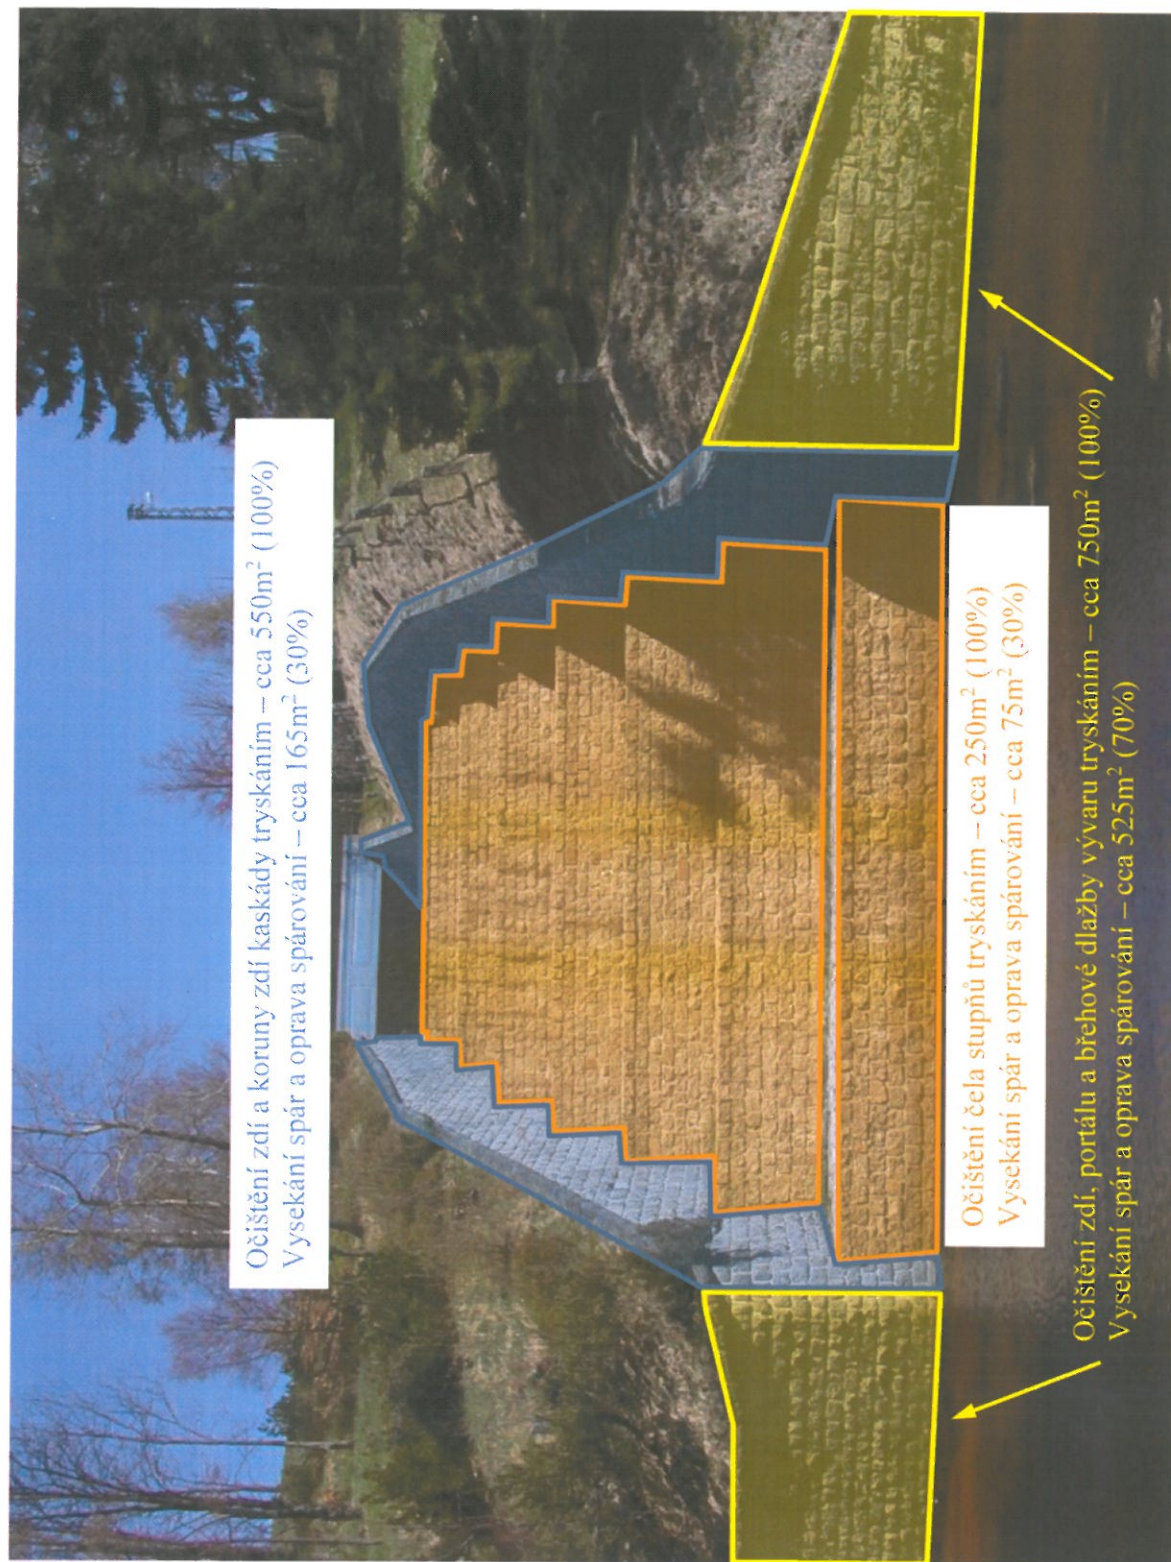 Očištění zdí a koruny zdí kaskády tryskáním – cca 550m² (100%)
Vysekání spár a oprava spárování – cca 165m² (30%)
Očištění čela stupňů tryskáním – cca 250m² (100%)
Vysekání spár a oprava spárování – cca 75m² (30%)
Očištění zdí, portálu a břehové dlažby vývaru tryskáním – cca 750m² (100%)
Vysekání spár a oprava spárování – cca 525m² (70%)